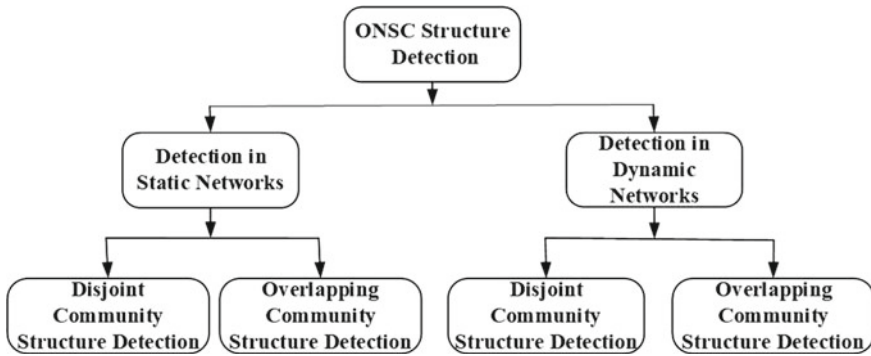 ONSC Structure
Detection
Detection in
Static Networks
Detection in
Dynamic
Networks
Disjoint
Community
Structure Detection
Overlapping
Community
Structure Detection
Disjoint
Community
Structure Detection
Overlapping
Community
Structure Detection